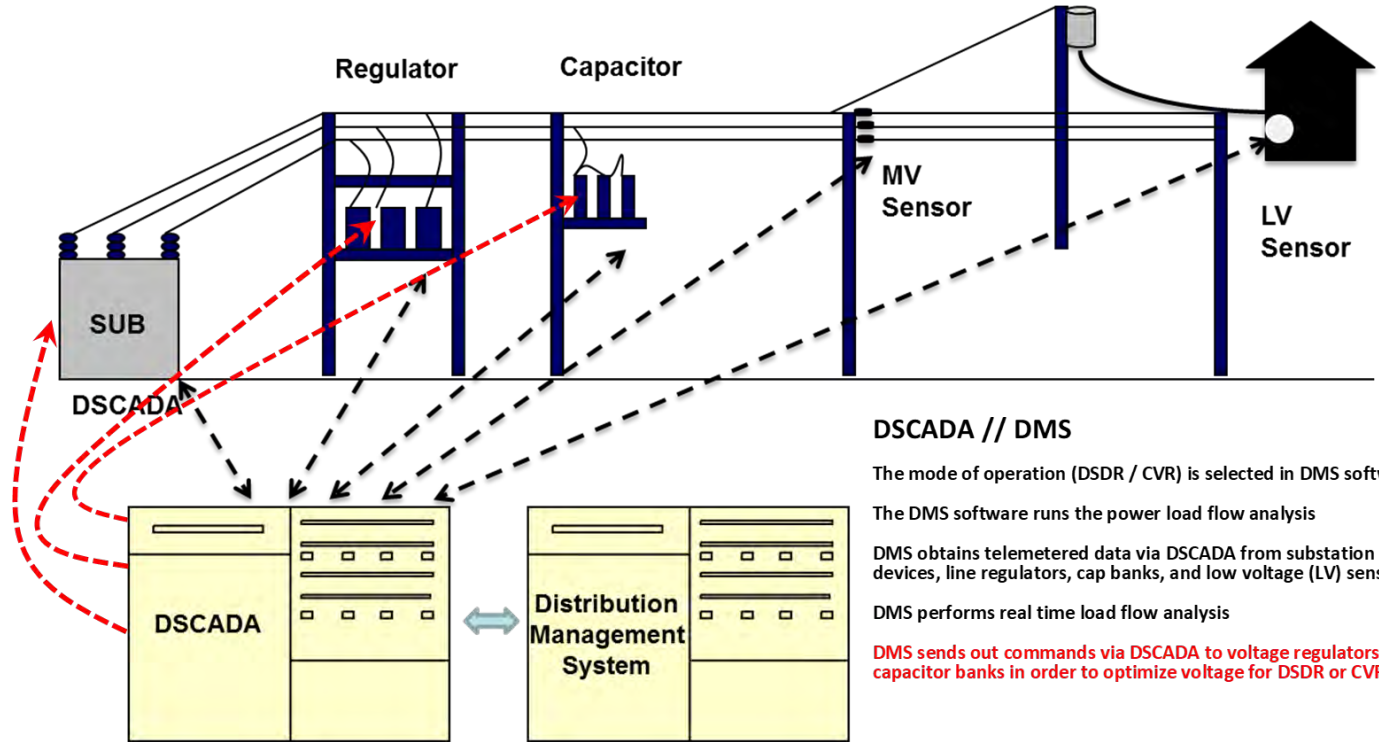 Regulator
Capacitor
MV
Sensor
LV
Sensor
SUB
DSCADA
DSCADA // DMS
The mode of operation (DSDR / CVR) is selected in DMS
The DMS software runs the power load flow analysis
DMS obtains telemetered data via DSCADA from substation
devices, line regulators, cap banks, and low voltage (LV)
DMS performs real time load flow analysis
DMS sends out commands via DSCADA to voltage regulators
capacitor banks in order to optimize voltage for DSDR or CVR
DSCADA
Distribution
Management
System